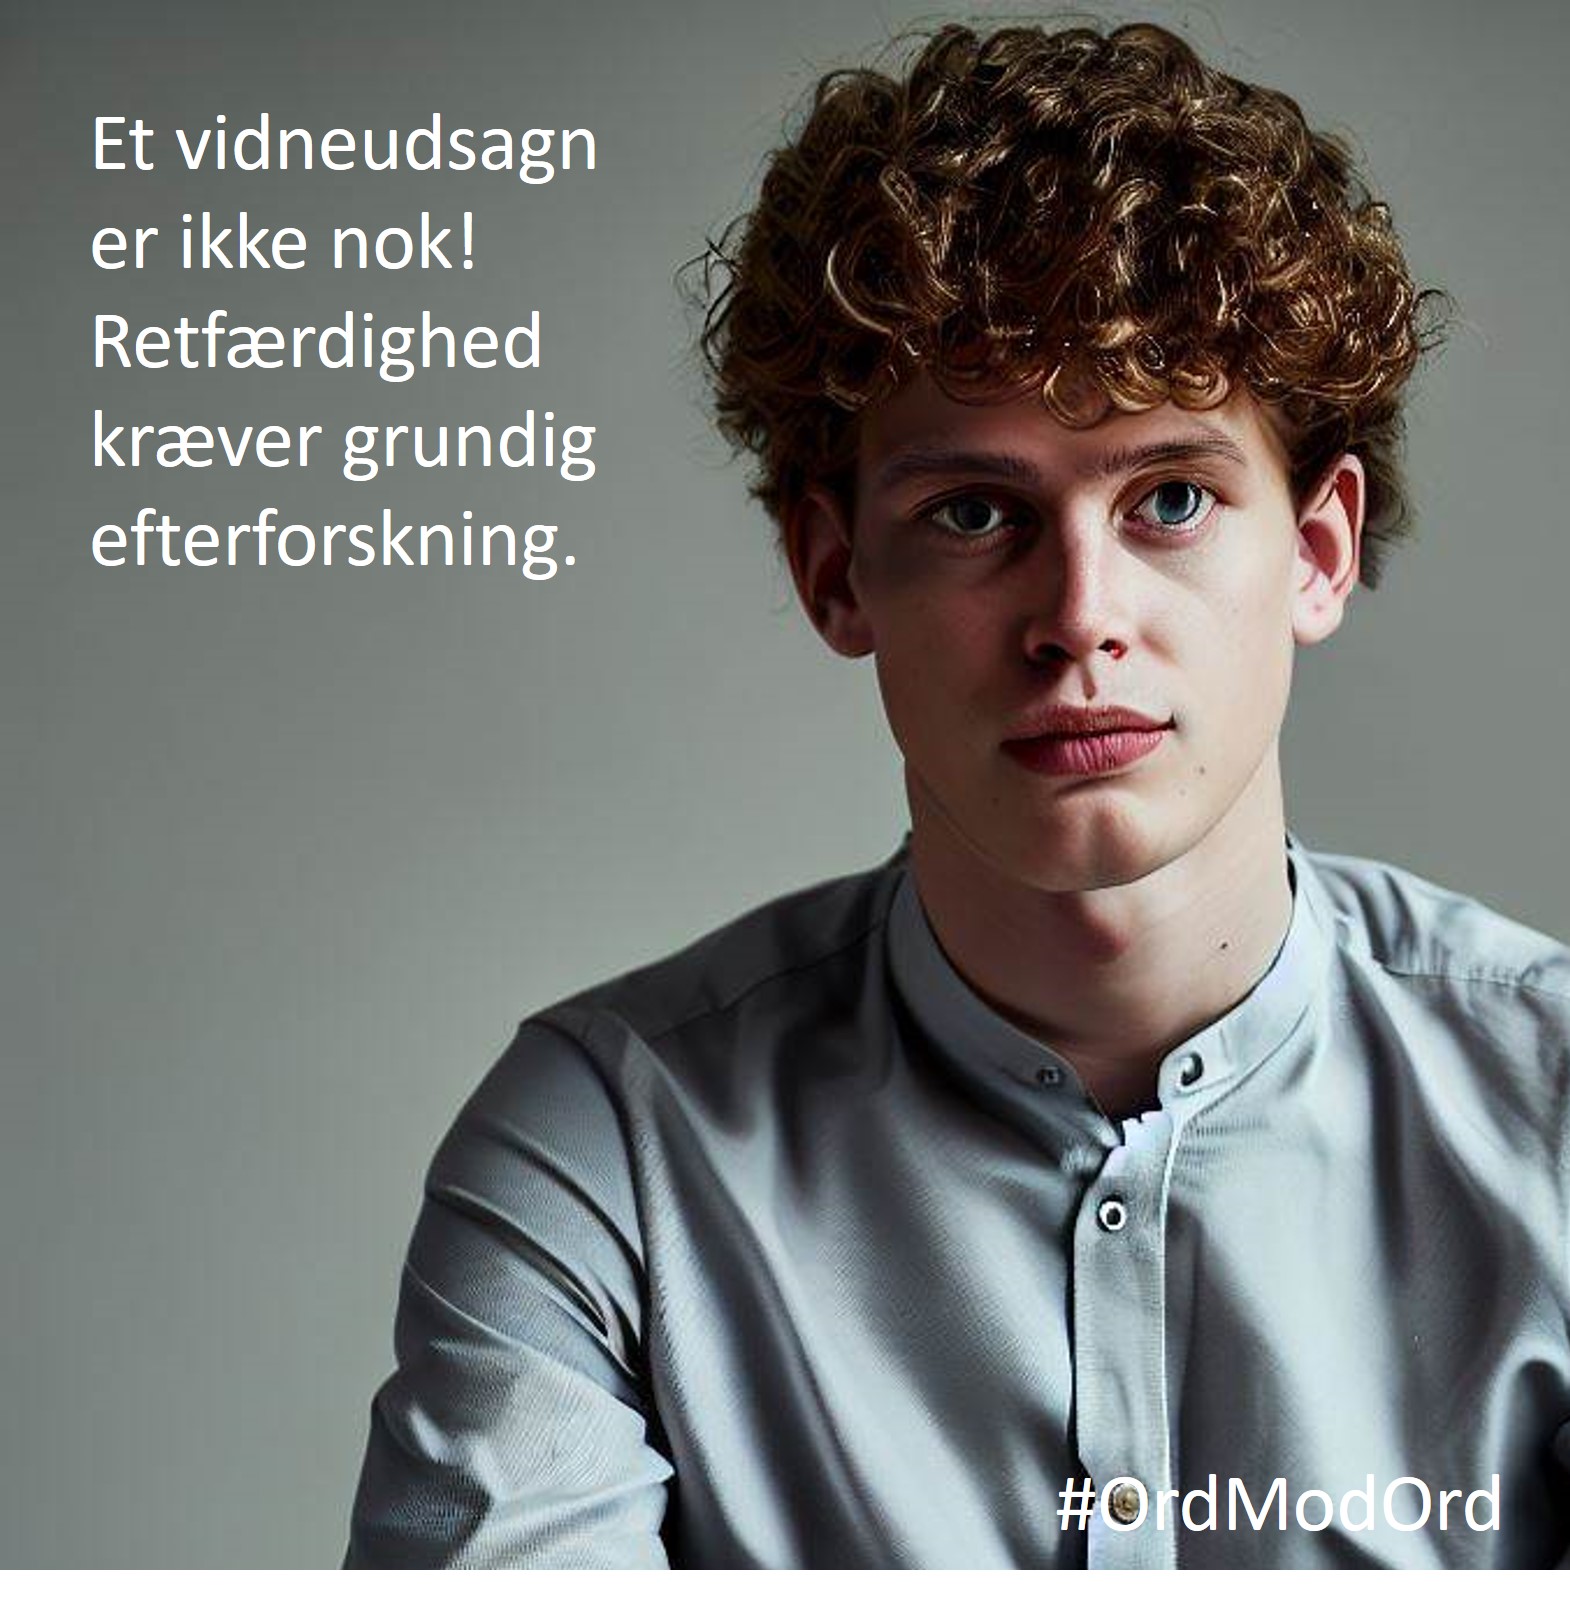 Et vidneudsagn
er ikke nok!
Retfærdighed
kræver grundig
efterforskning.
#OrdModOrd